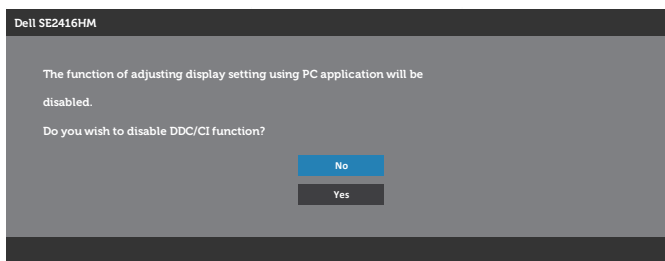 Dell SE2416HM
The function of adjusting display setting using PC application will be
disabled.
Do you wish to disable DDC/CI function?
No
Yes